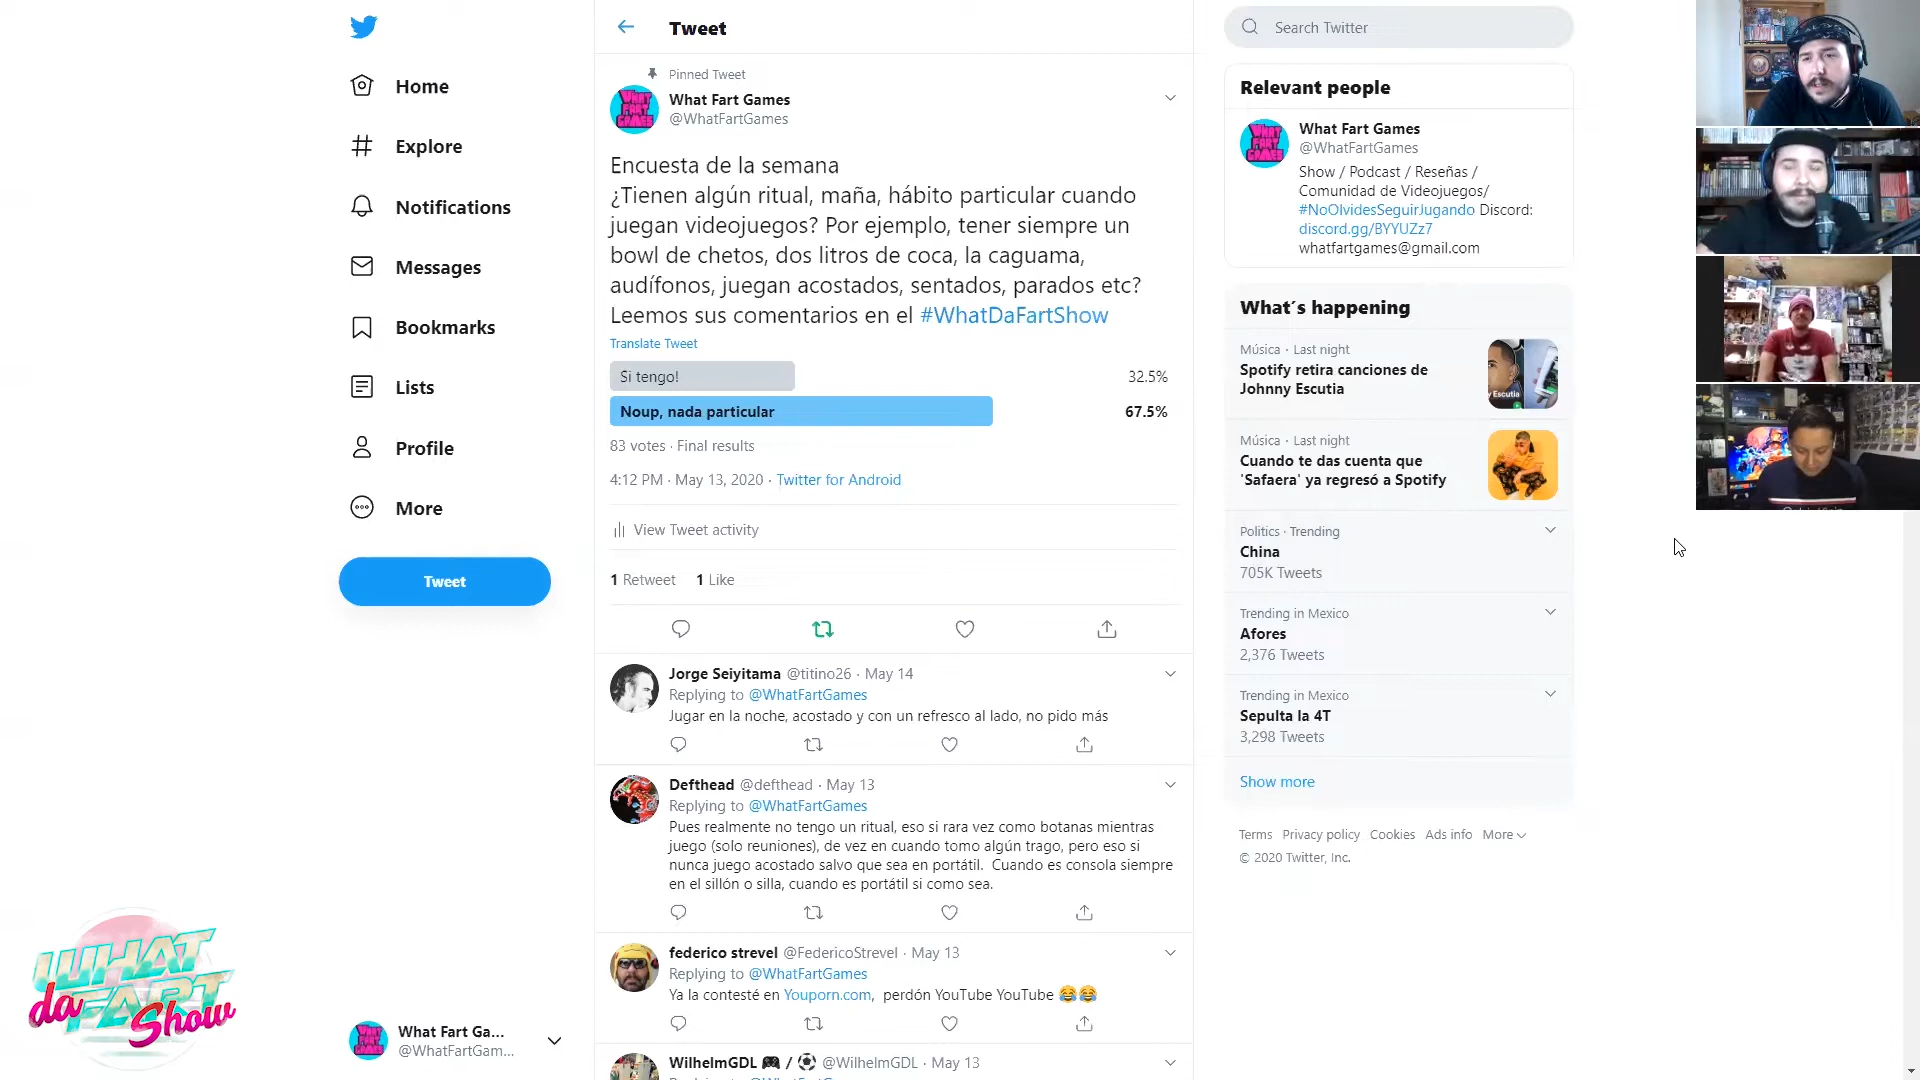 Home
Explore
Notifications
Messages
Bookmarks
Lists
Profile
More
Tweet
What Fart Ga...
@WhatFartGam...
WHAT
da FART
Show
Tweet
Pinned Tweet
WHAT FART GAMES
What Fart Games
@WhatFartGames
Encuesta de la semana
¿Tienen algún ritual, maña, hábito particular cuando
juegan videojuegos? Por ejemplo, tener siempre un
bowl de chetos, dos litros de coca, la caguama,
audífonos, juegan acostados, sentados, parados etc?
Leemos sus comentarios en el #WhatDaFartShow
Translate Tweet
Si tengo! 32.5%
Noup, nada particular 67.5%
83 votes · Final results
4:12 PM · May 13, 2020 · Twitter for Android
View Tweet activity
1 Retweet 1 Like
Jorge Seiyitama @titino26 · May 14
Replying to @WhatFartGames
Jugar en la noche, acostado y con un refresco al lado, no pido más
Defthead @defthead · May 13
Replying to @WhatFartGames
Pues realmente no tengo un ritual, eso si rara vez como botanas mientras
juego (solo reuniones), de vez en cuando tomo algún trago, pero eso si
nunca juego acostado salvo que sea en portátil. Cuando es consola siempre
en el sillón o silla, cuando es portátil si como sea.
federico strevel @FedericoStrevel · May 13
Replying to @WhatFartGames
Ya la contesté en Youporn.com, perdón YouTube YouTube 😂😂
WilhelmGDL 🎮 / ⚽ @WilhelmGDL · May 13
Search Twitter
Relevant people
What Fart Games
@WhatFartGames
Show / Podcast / Reseñas /
Comunidad de Videojuegos/
#NoOlvidesSeguirJugando Discord:
discord.gg/BYYUZz7
whatfartgames@gmail.com
What's happening
Música · Last night
Spotify retira canciones de
Johnny Escutia
Música · Last night
Cuando te das cuenta que
'Safaera' ya regresó a Spotify
Politics · Trending
China
705K Tweets
Trending in Mexico
Afores
2,376 Tweets
Trending in Mexico
Sepulta la 4T
3,298 Tweets
Show more
Terms Privacy policy Cookies Ads info More
© 2020 Twitter, Inc.